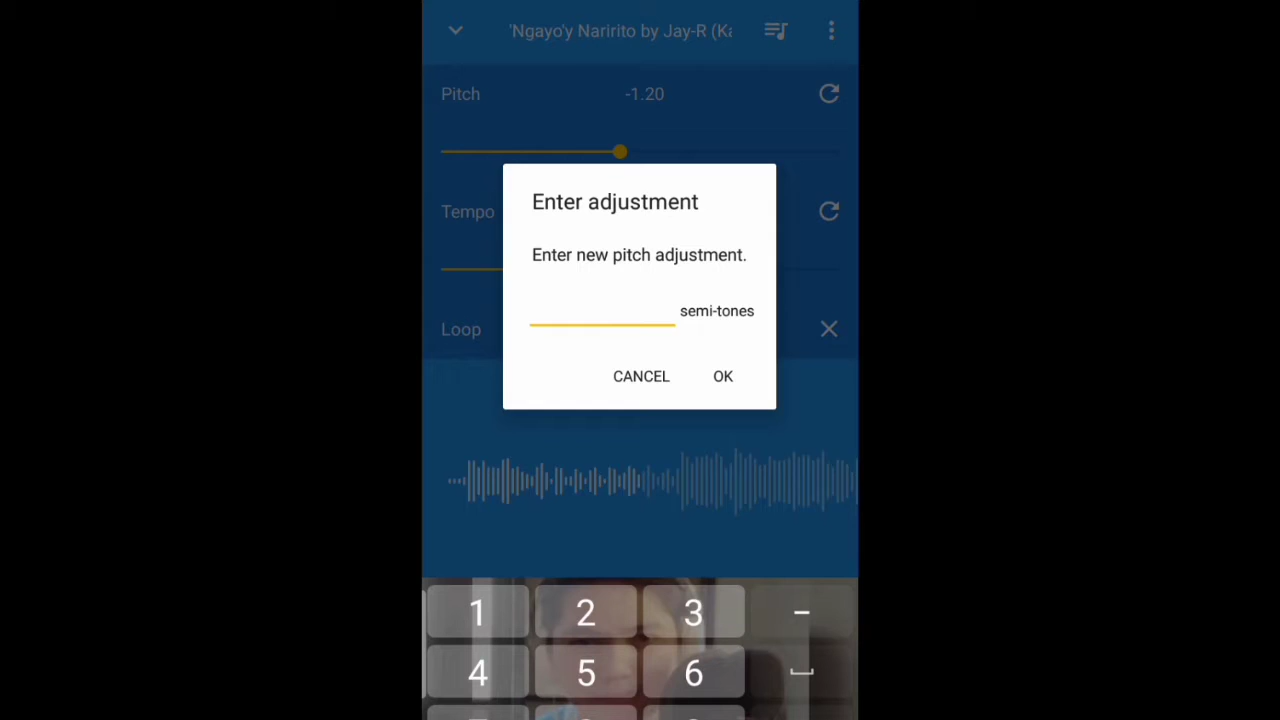 'Ngayo'y Naririto by Jay-R (Ka
Pitch -1.20
Tempo
Loop
Enter adjustment
Enter new pitch adjustment.
semi-tones
CANCEL OK
1 2 3 -
4 5 6